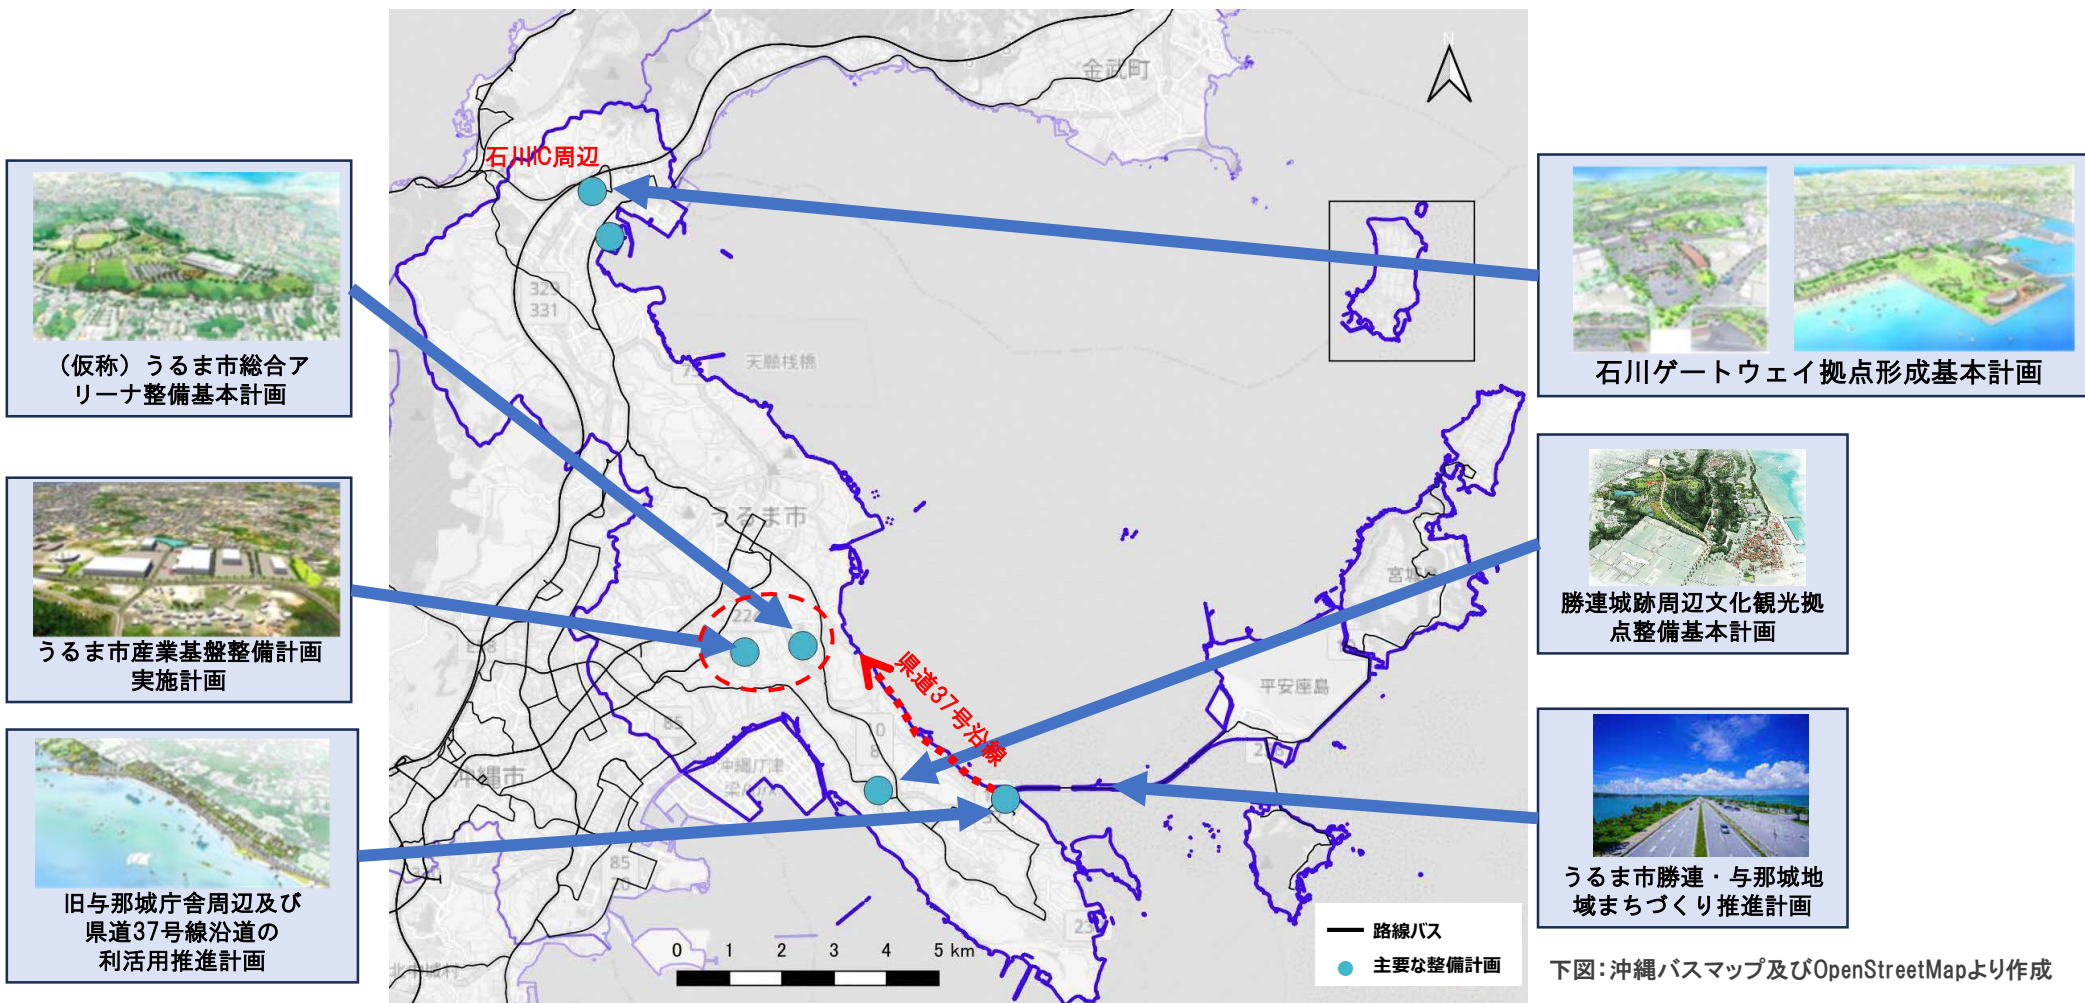 （仮称）うるま市総合ア
リーナ整備基本計画
うるま市産業基盤整備計画
実施計画
旧与那城庁舎周辺及び
県道37号線沿道の
利活用推進計画
石川IC周辺
金武町
N
329
331
天願桟橋
うるま市
224
県道37号沿線
85
10
8
沖縄市
85
宮城島
平安座島
238
0 1 2 3 4 5 km
路線バス
主要な整備計画
石川ゲートウェイ拠点形成基本計画
勝連城跡周辺文化観光拠
点整備基本計画
うるま市勝連・与那城地
域まちづくり推進計画
下図：沖縄バスマップ及びOpenStreetMapより作成